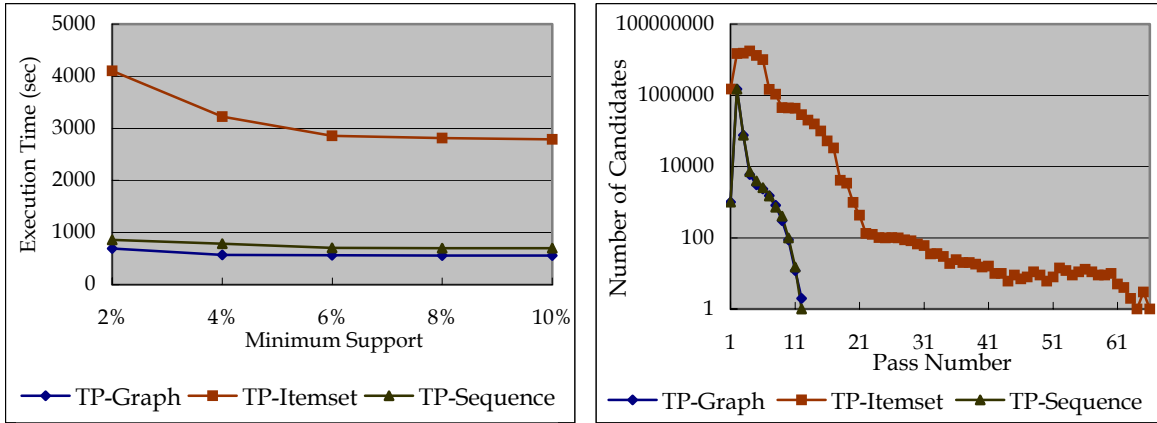 5000
4000
3000
2000
1000
0
Execution Time (sec)
2% 4% 6% 8% 10%
Minimum Support
TP-Graph TP-Itemset TP-Sequence
100000000
1000000
10000
100
1
Number of Candidates
1 11 21 31 41 51 61
Pass Number
TP-Graph TP-Itemset TP-Sequence